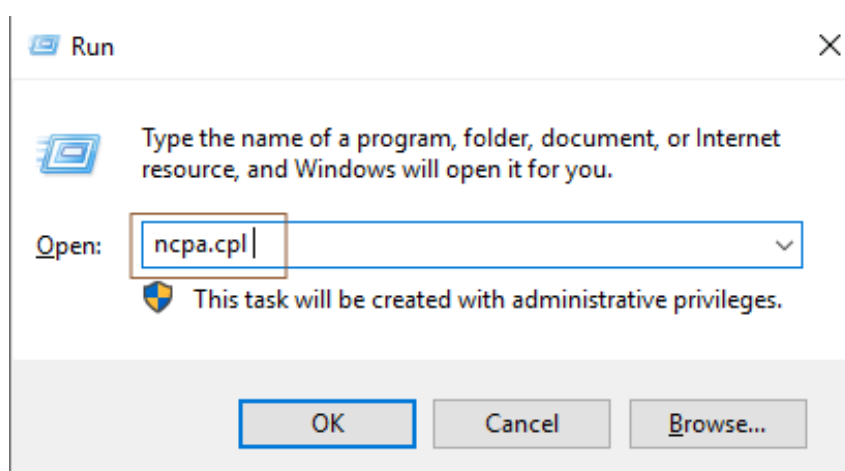 Run
Type the name of a program, folder, document, or Internet
resource, and Windows will open it for you.
Open: ncpa.cpl
This task will be created with administrative privileges.
OK Cancel Browse...